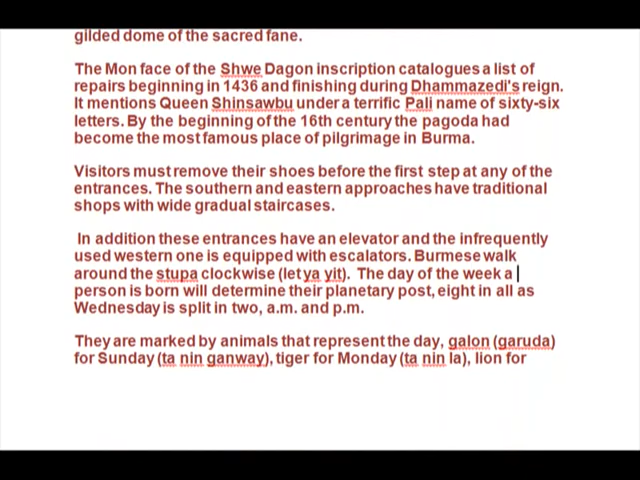 gilded dome of the sacred fane.
The Mon face of the Shwe Dagon inscription catalogues a list of
repairs beginning in 1436 and finishing during Dhammazedi's reign.
It mentions Queen Shinsawbu under a terrific Pali name of sixty-six
letters. By the beginning of the 16th century the pagoda had
become the most famous place of pilgrimage in Burma.
Visitors must remove their shoes before the first step at any of the
entrances. The southern and eastern approaches have traditional
shops with wide gradual staircases.
In addition these entrances have an elevator and the infrequently
used western one is equipped with escalators. Burmese walk
around the stupa clockwise (let ya yit). The day of the week a
person is born will determine their planetary post, eight in all as
Wednesday is split in two, a.m. and p.m.
They are marked by animals that represent the day, galon (garuda)
for Sunday (ta nin ganway), tiger for Monday (ta nin la), lion for